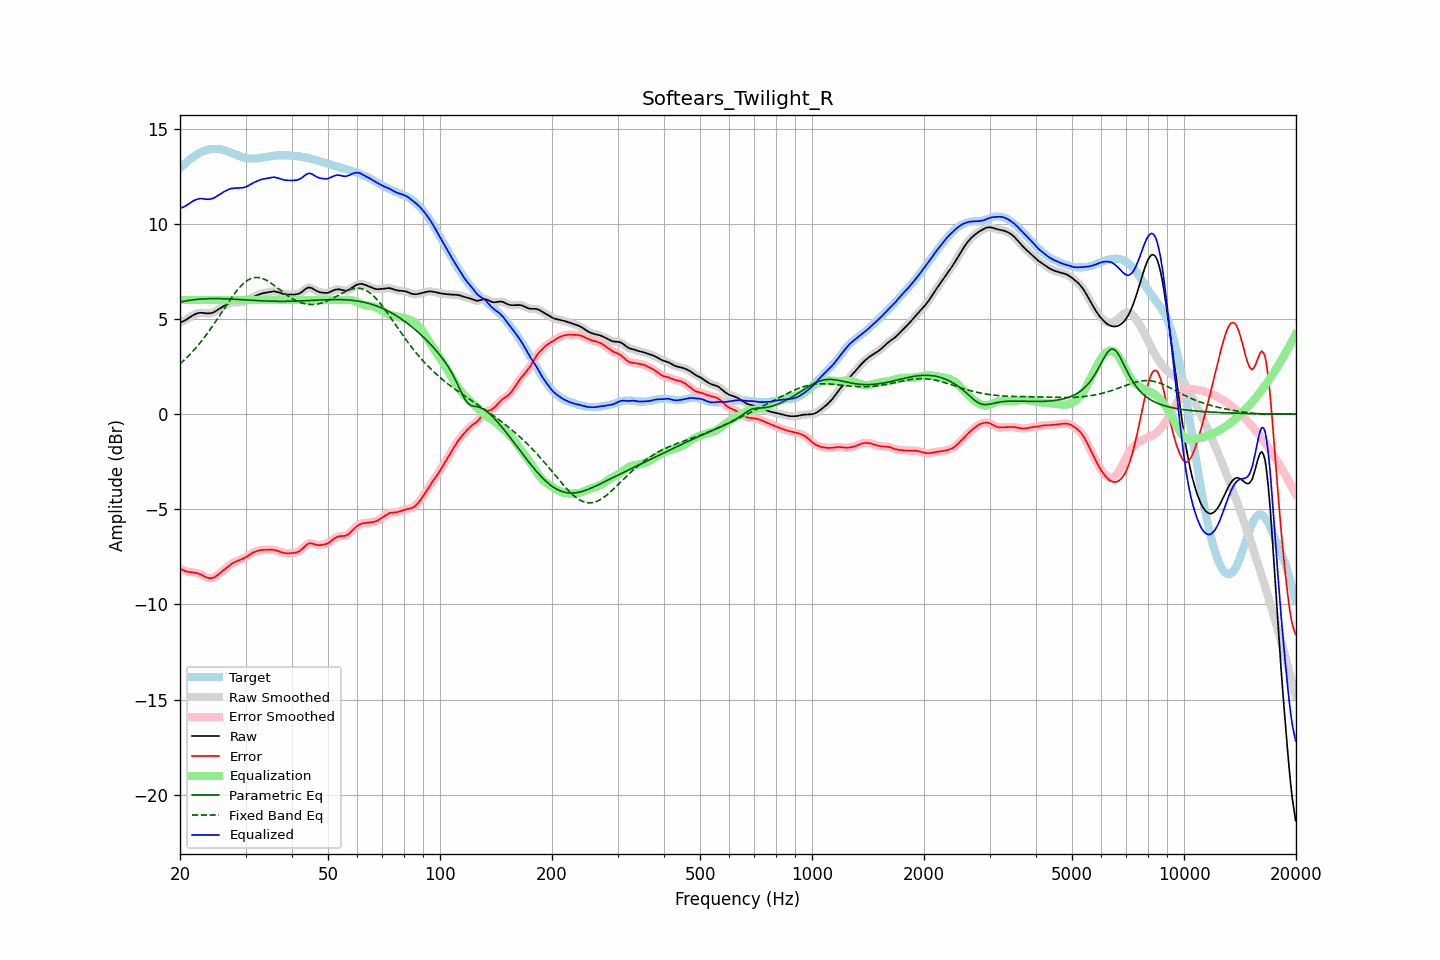 Softears_Twilight_R
15
10
5
0
−5
−10
−15
−20
Amplitude (dBr)
Target
Raw Smoothed
Error Smoothed
Raw
Error
Equalization
Parametric Eq
Fixed Band Eq
Equalized
20 50 100 200 500 1000 2000 5000 10000 20000
Frequency (Hz)